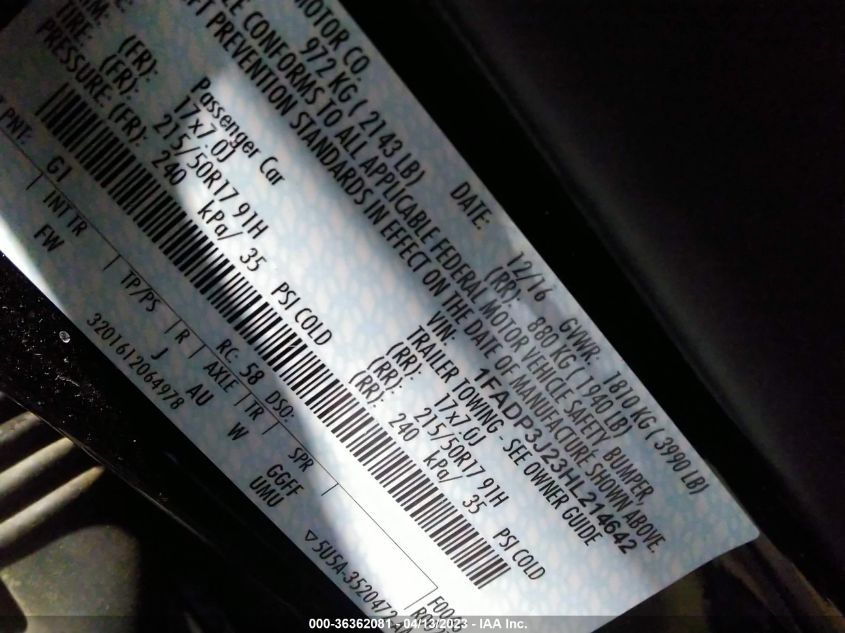 MOTOR CO.
DATE: 12/16 GVWR: 1810 KG ( 3990 LB)
972 KG ( 2143 LB) (RR): 880 KG ( 1940 LB)
CONFORMS TO ALL APPLICABLE FEDERAL MOTOR VEHICLE SAFETY BUMPER
PREVENTION STANDARDS IN EFFECT ON THE DATE OF MANUFACTURE SHOWN ABOVE.
VIN: 1FADP3J23HL214642
Passenger Car TRAILER TOWING - SEE OWNER GUIDE
(FR): 17x7.0J (RR): 17x7.0J
TIRE: (FR): 215/50R17 91H (RR): 215/50R17 91H
PRESSURE: (FR): 240 kPa/ 35 PSI COLD (RR): 240 kPa/ 35 PSI COLD
PNT: G1 RC: 58 DSO:
INT TR TP/PS R AXLE TR SPR
FW J AU W GGFF
UMU
3201612064978
▽5U5A-3520472
000-36362081 - 04/13/2023 - IAA Inc.